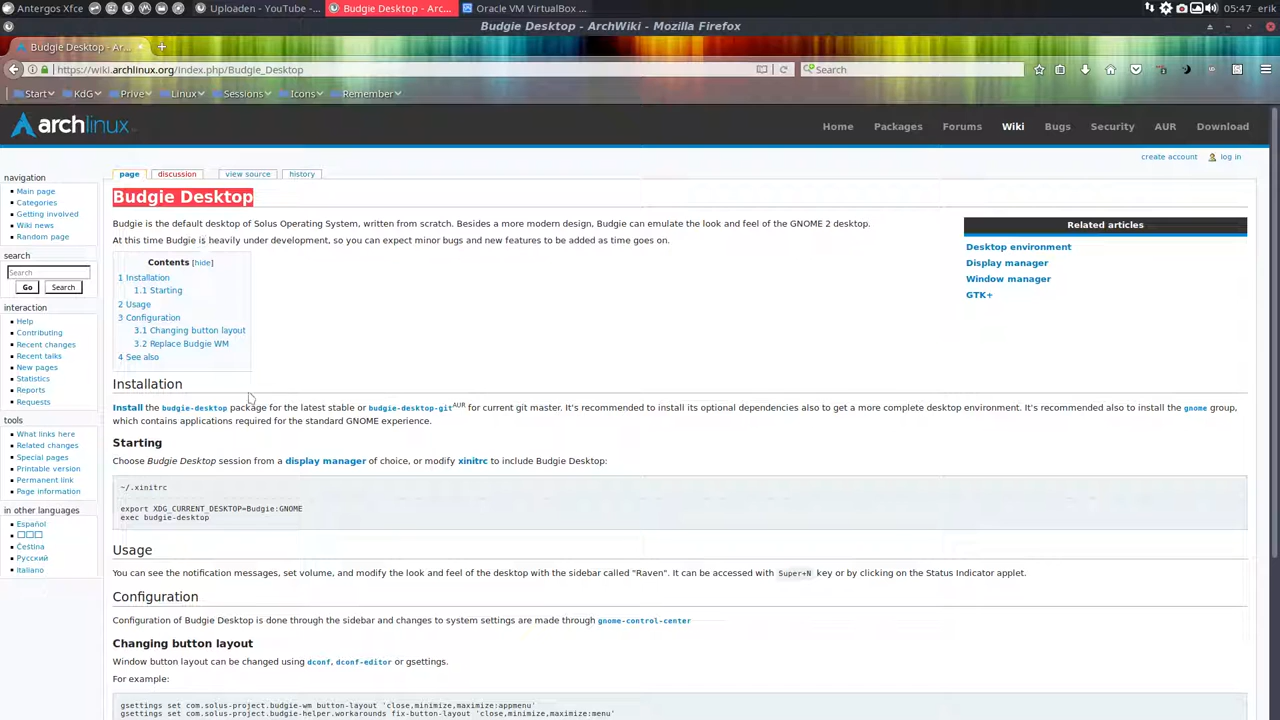 Antergos Xfce
Uploaden - YouTube -...
Budgie Desktop - Arc...
Oracle VM VirtualBox ...
05:47 erik
Budgie Desktop - ArchWiki - Mozilla Firefox
Budgie Desktop - Ar...
https://wiki.archlinux.org/index.php/Budgie_Desktop
Search
Start
KdG
Prive
Linux
Sessions
Icons
Remember
archlinux
Home
Packages
Forums
Wiki
Bugs
Security
AUR
Download
create account
log in
navigation
Main page
Categories
Getting involved
Wiki news
Random page
search
Search
Go
Search
interaction
Help
Contributing
Recent changes
Recent talks
New pages
Statistics
Reports
Requests
tools
What links here
Related changes
Special pages
Printable version
Permanent link
Page information
in other languages
Español
Čeština
Русский
Italiano
page
discussion
view source
history
Budgie Desktop
Budgie is the default desktop of Solus Operating System, written from scratch. Besides a more modern design, Budgie can emulate the look and feel of the GNOME 2 desktop.
At this time Budgie is heavily under development, so you can expect minor bugs and new features to be added as time goes on.
Related articles
Desktop environment
Display manager
Window manager
GTK+
Contents [hide]
1 Installation
1.1 Starting
2 Usage
3 Configuration
3.1 Changing button layout
3.2 Replace Budgie WM
4 See also
Installation
Install the budgie-desktop package for the latest stable or budgie-desktop-gitAUR for current git master. It's recommended to install its optional dependencies also to get a more complete desktop environment. It's recommended also to install the gnome group,
which contains applications required for the standard GNOME experience.
Starting
Choose Budgie Desktop session from a display manager of choice, or modify xinitrc to include Budgie Desktop:
~/.xinitrc
export XDG_CURRENT_DESKTOP=Budgie:GNOME
exec budgie-desktop
Usage
You can see the notification messages, set volume, and modify the look and feel of the desktop with the sidebar called "Raven". It can be accessed with Super+N key or by clicking on the Status Indicator applet.
Configuration
Configuration of Budgie Desktop is done through the sidebar and changes to system settings are made through gnome-control-center
Changing button layout
Window button layout can be changed using dconf, dconf-editor or gsettings.
For example:
gsettings set com.solus-project.budgie-wm button-layout 'close,minimize,maximize:appmenu'
gsettings set com.solus-project.budgie-helper.workarounds fix-button-layout 'close,minimize,maximize:menu'